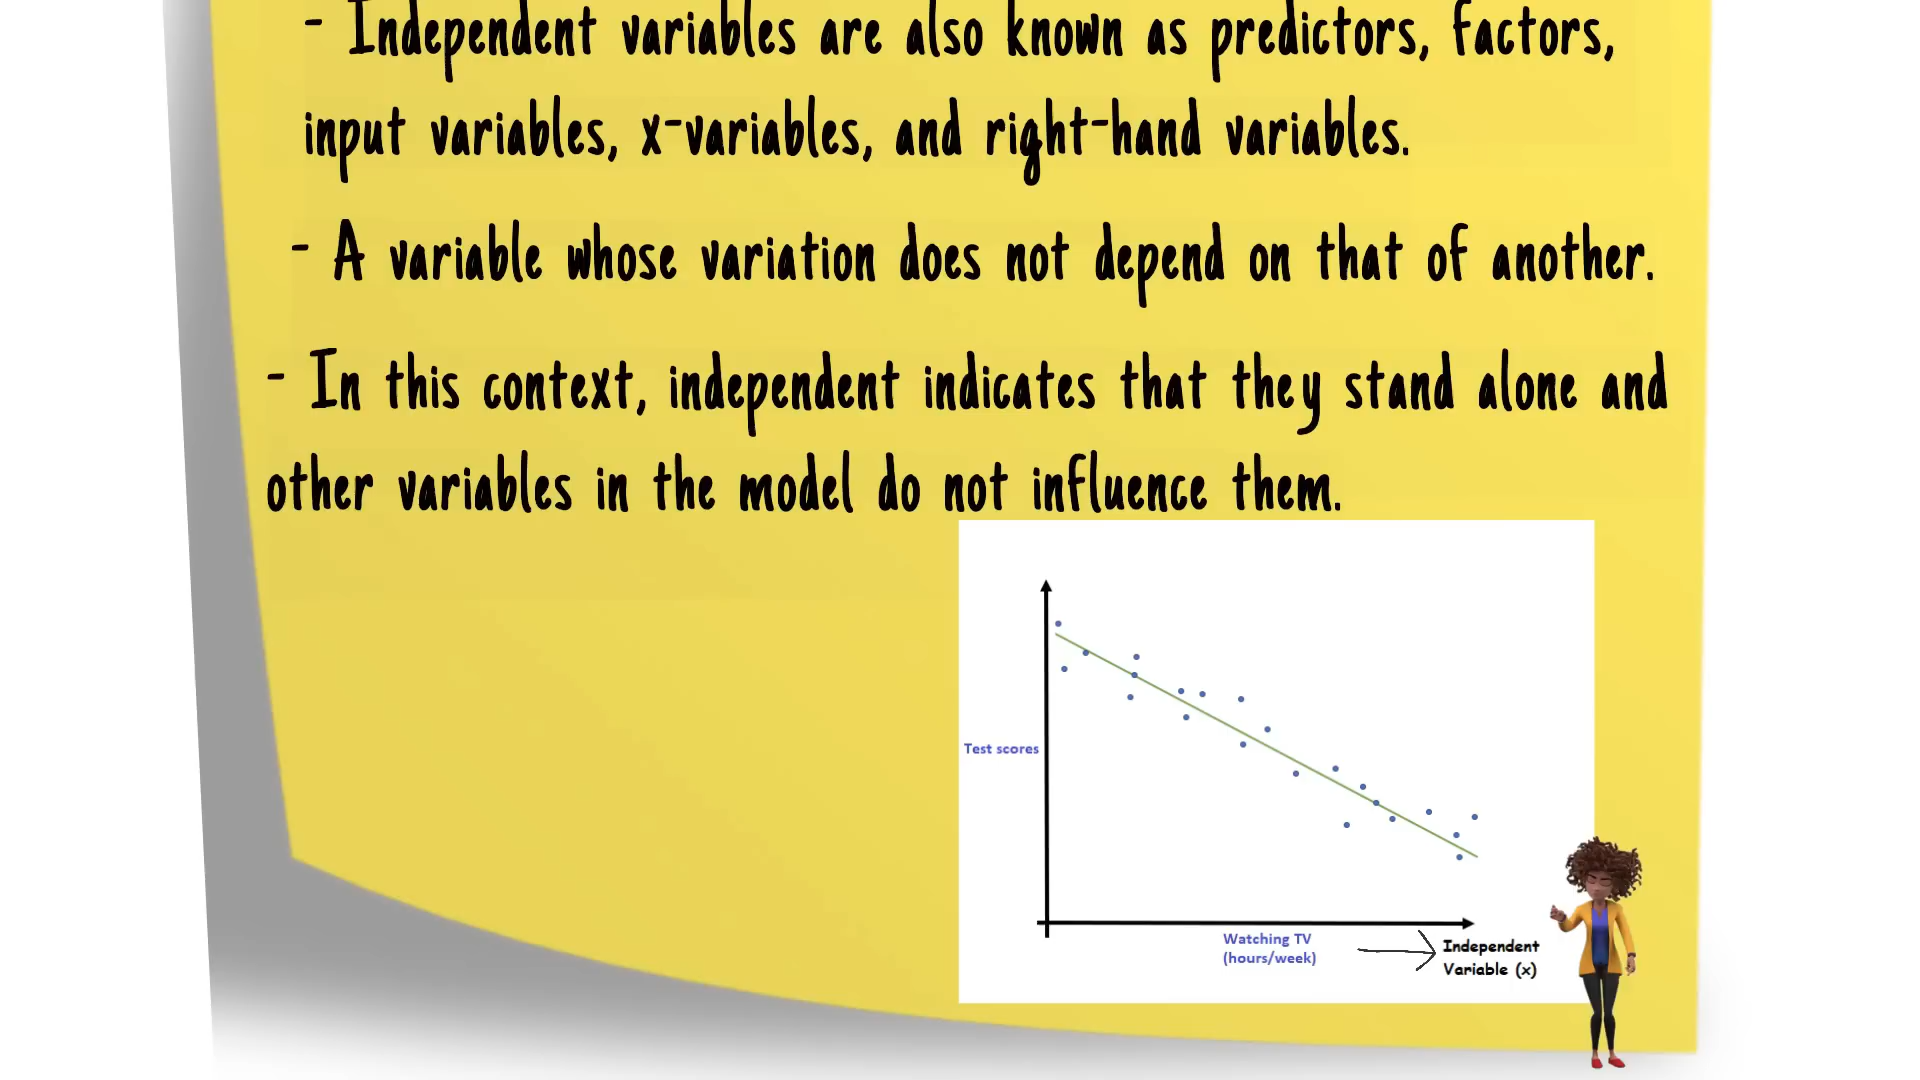 - Independent variables are also known as predictors, factors,
input variables, x-variables, and right-hand variables.
- A variable whose variation does not depend on that of another.
- In this context, independent indicates that they stand alone and
other variables in the model do not influence them.
Test scores
Watching TV
(hours/week)
Independent
Variable (x)